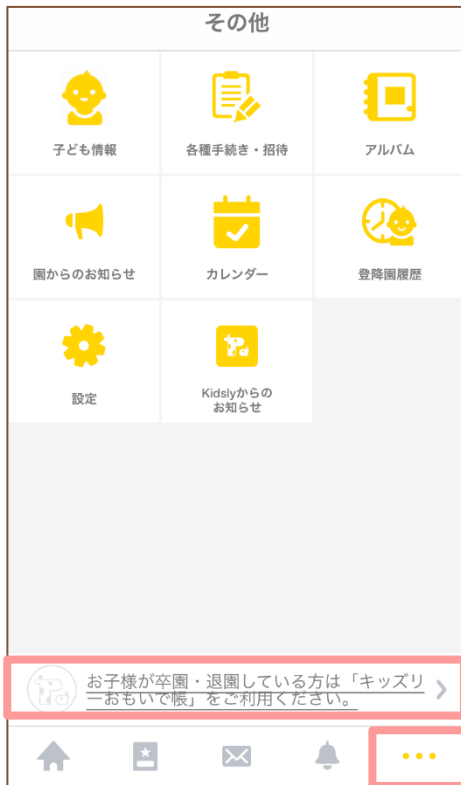 その他
子ども情報
各種手続き・招待
アルバム
園からのお知らせ
カレンダー
登降園履歴
設定
Kidslyからの
お知らせ
お子様が卒園・退園している方は「キッズリ
ーおもいで帳」をご利用ください。